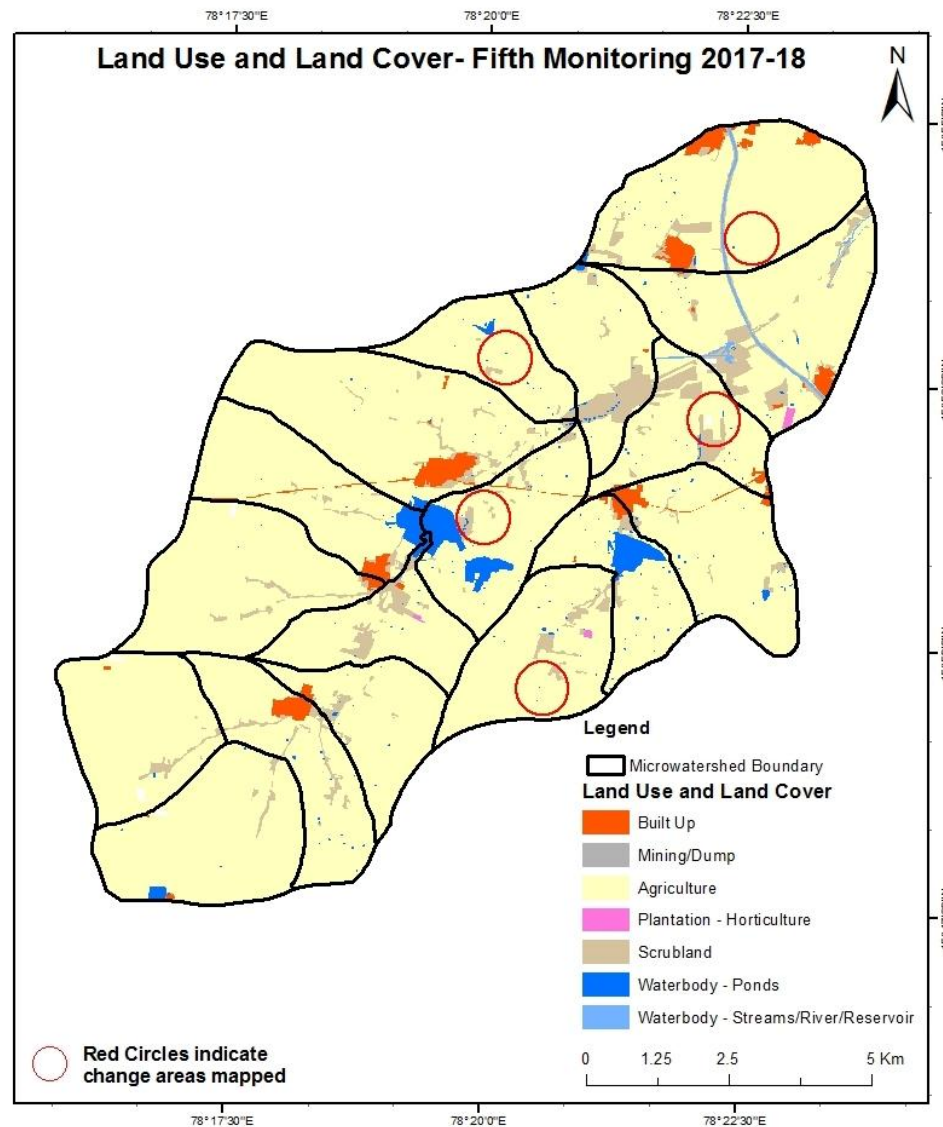 78°17'30"E 78°20'0"E 78°22'30"E
Land Use and Land Cover- Fifth Monitoring 2017-18
N
Legend
Microwatershed Boundary
Land Use and Land Cover
Built Up
Mining/Dump
Agriculture
Plantation - Horticulture
Scrubland
Waterbody - Ponds
Waterbody - Streams/River/Reservoir
Red Circles indicate
change areas mapped
0 1.25 2.5 5 Km
78°17'30"E 78°20'0"E 78°22'30"E